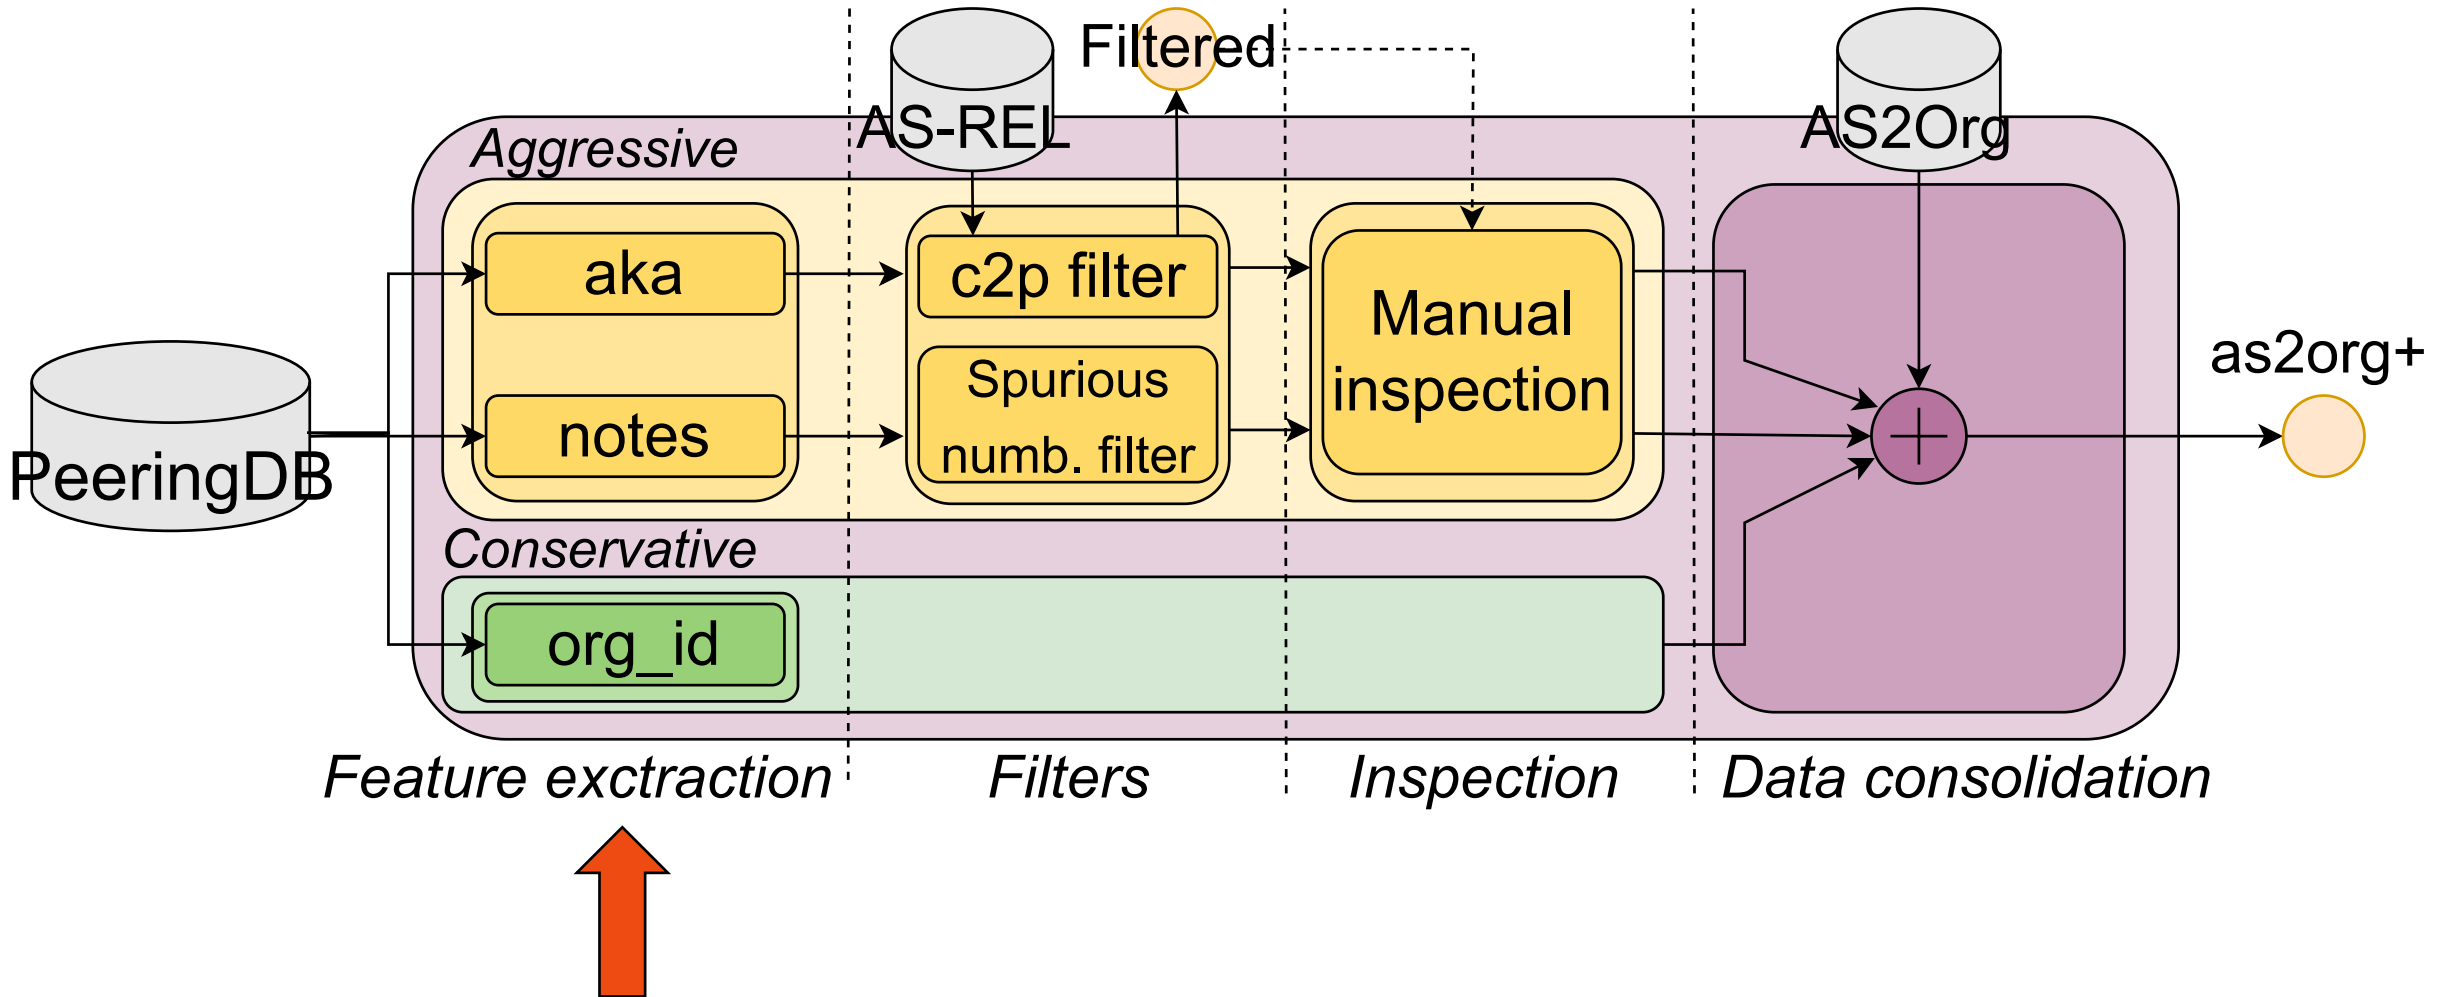 Filtered
AS-REL
AS2Org
Aggressive
aka
c2p filter
Manual
inspection
Spurious
numb. filter
notes
PeeringDB
as2org+
Conservative
org_id
Feature exctraction
Filters
Inspection
Data consolidation